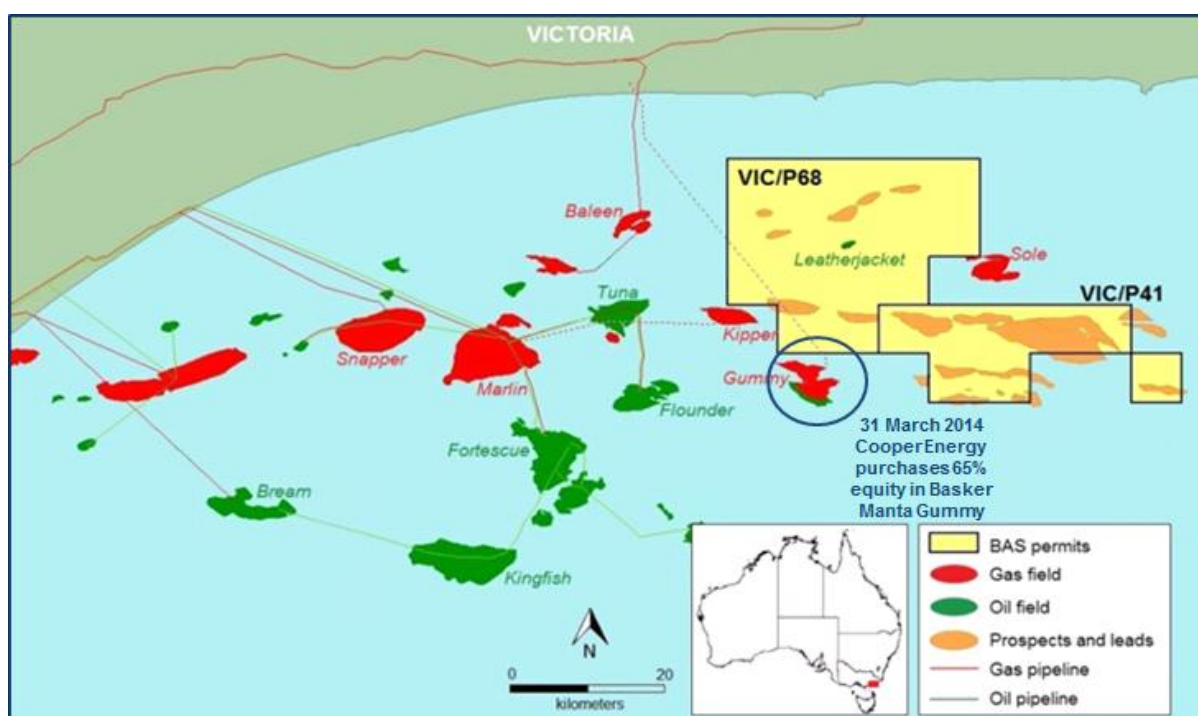 VICTORIA
VIC/P68
Baleen
Leatherjacket
Sole
Tuna
VIC/P41
Kipper
Snapper
Marlin
Gummy
Flounder
31 March 2014
Cooper Energy
purchases 65%
equity in Basker
Manta Gummy
Fortescue
Bream
Kingfish
N
0 20
kilometers
BAS permits
Gas field
Oil field
Prospects and leads
Gas pipeline
Oil pipeline